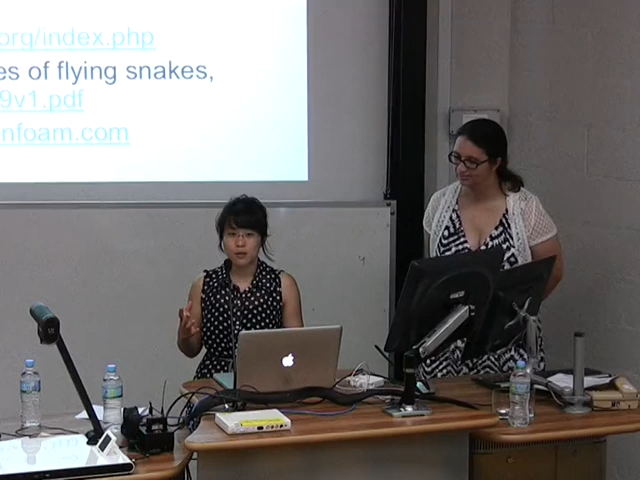 org/index.php
es of flying snakes,
9v1.pdf
nfoam.com